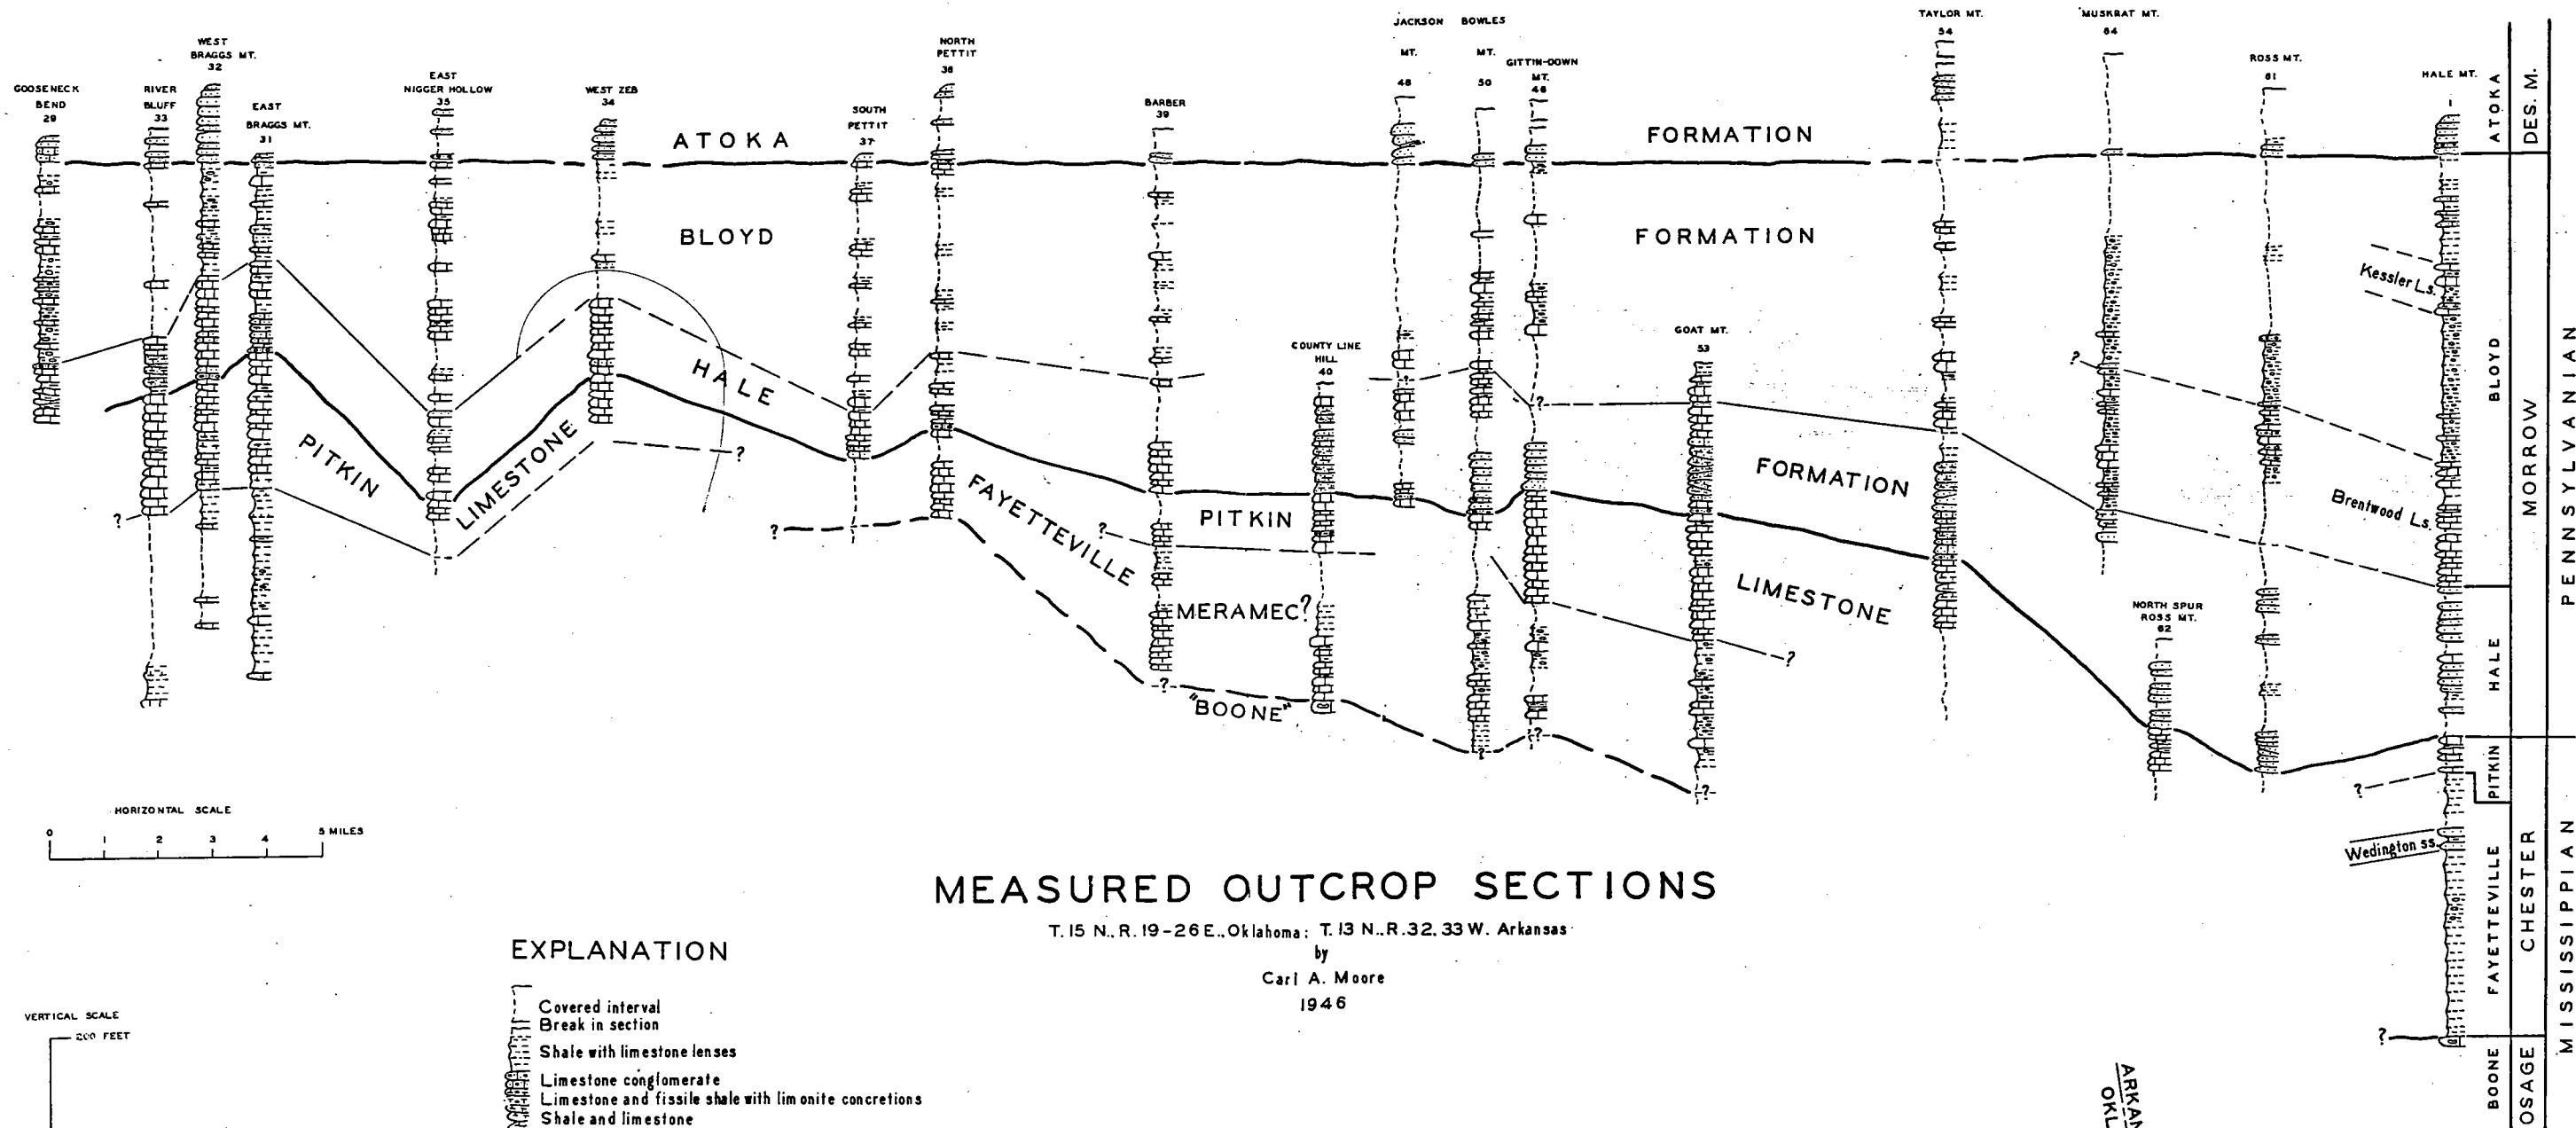 GOOSENECK
BEND
29
RIVER
BLUFF
33
WEST
BRAGGS MT.
32
EAST
BRAGGS MT.
31
EAST
NIGGER HOLLOW
35
WEST ZEB
34
SOUTH
PETTIT
37
NORTH
PETTIT
36
BARBER
39
COUNTY LINE
HILL
40
JACKSON
MT.
48
BOWLES
MT.
50
GITTIN-DOWN
MT.
46
GOAT MT.
53
TAYLOR MT.
54
MUSKRAT MT.
64
NORTH SPUR
ROSS MT.
62
ROSS MT.
61
HALE MT.
ATOKA
FORMATION
BLOYD
FORMATION
HALE
FORMATION
PITKIN
LIMESTONE
PITKIN
LIMESTONE
FAYETTEVILLE
MERAMEC?
"BOONE"
?
?
?
?
?
?
?
?
?
?
?
?
?
?
Kessler Ls.
Brentwood Ls.
Wedington ss.
ATOKA
DES. M.
BLOYD
HALE
MORROW
PENNSYLVANIAN
PITKIN
FAYETTEVILLE
CHESTER
MISSISSIPPIAN
BOONE
OSAGE
HORIZONTAL SCALE
0 1 2 3 4 5 MILES
MEASURED OUTCROP SECTIONS
T. 15 N., R. 19-26 E., Oklahoma; T. 13 N., R. 32, 33 W. Arkansas
by
Carl A. Moore
1946
VERTICAL SCALE
200 FEET
EXPLANATION
Covered interval
Break in section
Shale with limestone lenses
Limestone conglomerate
Limestone and fissile shale with limonite concretions
Shale and limestone
ARKAN
OKL